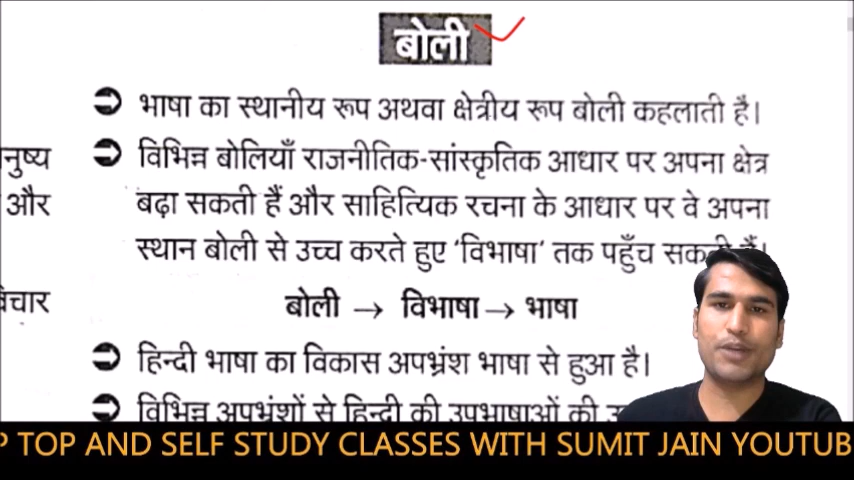 बोली
भाषा का स्थानीय रूप अथवा क्षेत्रीय रूप बोली कहलाती है।
नुष्य
विभिन्न बोलियाँ राजनीतिक-सांस्कृतिक आधार पर अपना क्षेत्र
और
बढ़ा सकती हैं और साहित्यिक रचना के आधार पर वे अपना
स्थान बोली से उच्च करते हुए ‘विभाषा’ तक पहुँच
बोली → विभाषा → भाषा
हिन्दी भाषा का विकास अपभ्रंश भाषा से हुआ है।
विभिन्न अपभ्रंशों से हिन्दी की उपभाषाओं की
P TOP AND SELF STUDY CLASSES WITH SUMIT JAIN YOUTUB